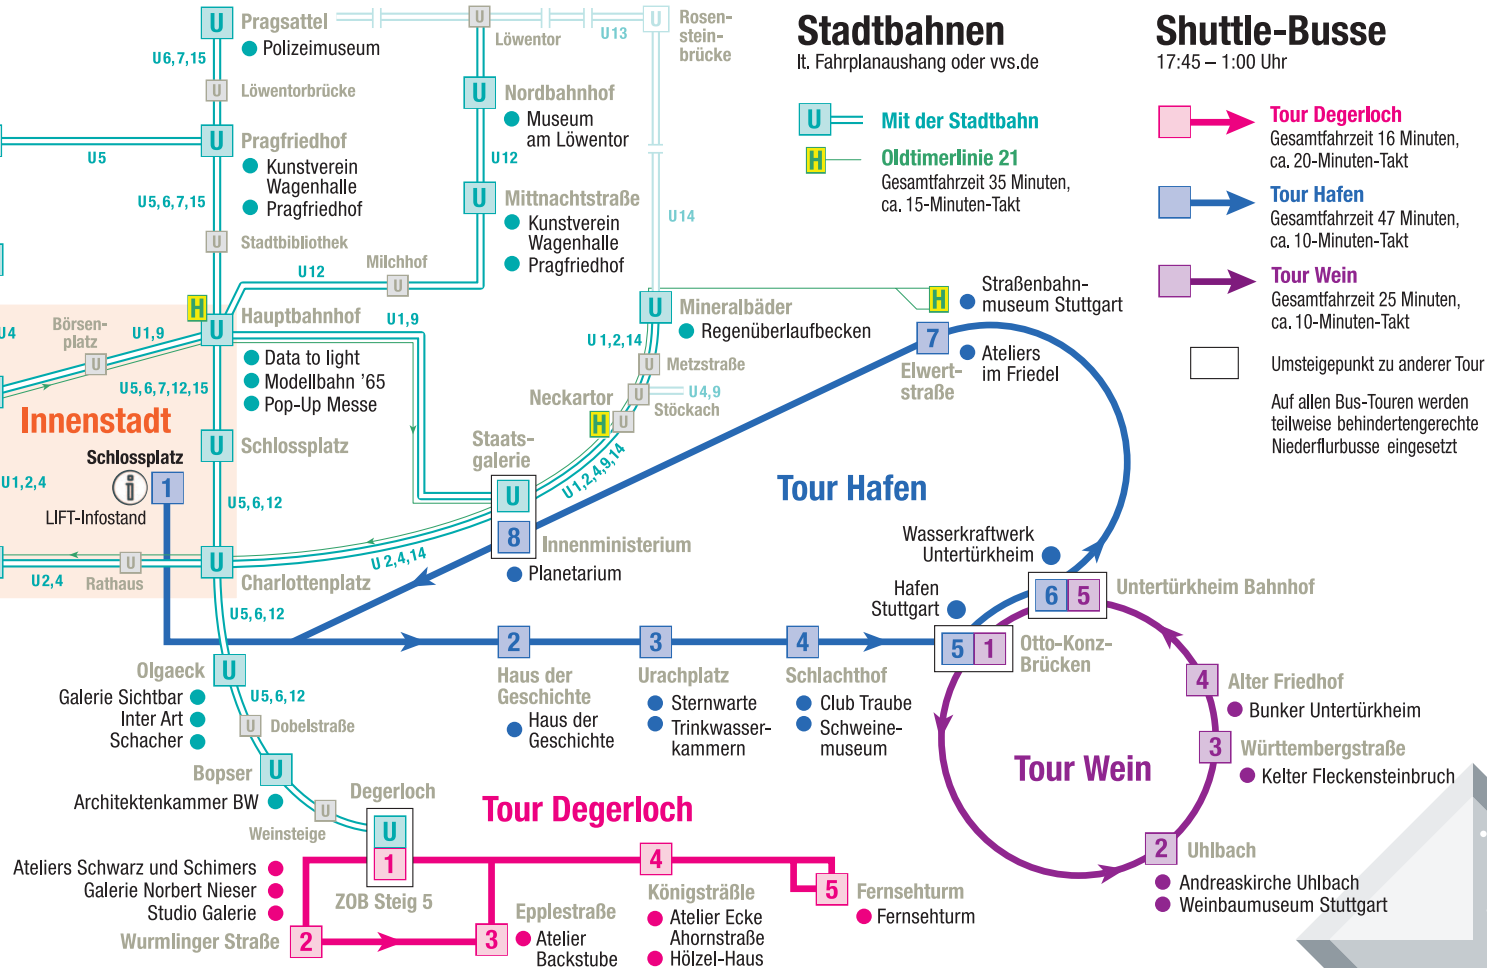 U
Pragsattel
Polizeimuseum
U6,7,15
U
Löwentorbrücke
U
Pragfriedhof
Kunstverein
Wagenhalle
Pragfriedhof
U5
U5,6,7,15
U
Stadtbibliothek
U
Löwentor
U13
U
Rosen-
stein-
brücke
U
Nordbahnhof
Museum
am Löwentor
U12
U
Mittnachtstraße
Kunstverein
Wagenhalle
Pragfriedhof
U14
U12
Milchhof
U
H
U
Hauptbahnhof
U1,9
Data to light
Modellbahn '65
Pop-Up Messe
U4
Börsen-
platz
U1,9
U
U5,6,7,12,15
Innenstadt
U
Schlossplatz
Schlossplatz
i
1
LIFT-Infostand
U1,2,4
U5,6,12
U2,4
U
Rathaus
U
Charlottenplatz
U 2,4,14
U5,6,12
U
Mineralbäder
Regenüberlaufbecken
U 1,2,14
U
Metzstraße
U
U4,9
Stöckach
Neckartor
H
U
Staats-
galerie
U
U1,2,4,9,14
8
Innenministerium
Planetarium
H
Straßenbahn-
museum Stuttgart
7
Elwert-
straße
Ateliers
im Friedel
Tour Hafen
Wasserkraftwerk
Untertürkheim
Hafen
Stuttgart
6
5
Untertürkheim Bahnhof
5
1
Otto-Konz-
Brücken
2
Haus der
Geschichte
Haus der
Geschichte
3
Urachplatz
Sternwarte
Trinkwasser-
kammern
4
Schlachthof
Club Traube
Schweine-
museum
Olgaeck
U
Galerie Sichtbar
Inter Art
Schacher
U5,6,12
U
Dobelstraße
Bopser
U
Architektenkammer BW
U
Weinsteige
Degerloch
U
1
ZOB Steig 5
Tour Degerloch
Ateliers Schwarz und Schimers
Galerie Norbert Nieser
Studio Galerie
Wurmlinger Straße
2
3
Epplestraße
Atelier
Backstube
4
Königsträßle
Atelier Ecke
Ahornstraße
Hölzel-Haus
5
Fernsehturm
Fernsehturm
Tour Wein
4
Alter Friedhof
Bunker Untertürkheim
3
Württembergstraße
Kelter Fleckensteinbruch
2
Uhlbach
Andreaskirche Uhlbach
Weinbaumuseum Stuttgart
Stadtbahnen
lt. Fahrplanaushang oder vvs.de
U
Mit der Stadtbahn
H
Oldtimerlinie 21
Gesamtfahrzeit 35 Minuten,
ca. 15-Minuten-Takt
Shuttle-Busse
17:45 – 1:00 Uhr
Tour Degerloch
Gesamtfahrzeit 16 Minuten,
ca. 20-Minuten-Takt
Tour Hafen
Gesamtfahrzeit 47 Minuten,
ca. 10-Minuten-Takt
Tour Wein
Gesamtfahrzeit 25 Minuten,
ca. 10-Minuten-Takt
Umsteigepunkt zu anderer Tour
Auf allen Bus-Touren werden
teilweise behindertengerechte
Niederflurbusse eingesetzt